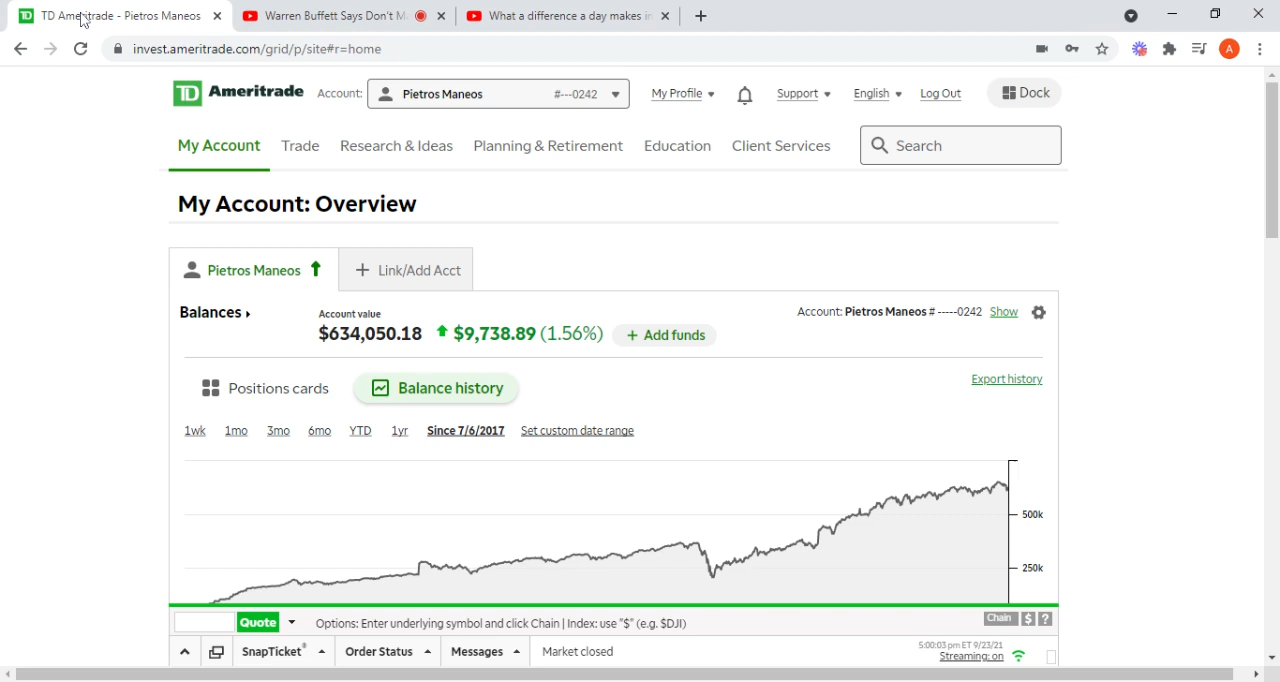 TD Ameritrade - Pietros Maneos
Warren Buffett Says Don't M
What a difference a day makes in
invest.ameritrade.com/grid/p/site#r=home
A
TD Ameritrade Account: Pietros Maneos #---0242 My Profile Support English Log Out Dock
My Account Trade Research & Ideas Planning & Retirement Education Client Services Search
My Account: Overview
Pietros Maneos + Link/Add Acct
Balances Account value Account: Pietros Maneos # -----0242 Show
$634,050.18 $9,738.89 (1.56%) + Add funds
Positions cards Balance history Export history
1wk 1mo 3mo 6mo YTD 1yr Since 7/6/2017 Set custom date range
500k
250k
Quote Options: Enter underlying symbol and click Chain | Index: use "$" (e.g. $DJI) Chain $ ?
SnapTicket® Order Status Messages Market closed 5:00:03 pm ET 9/23/21
Streaming: on